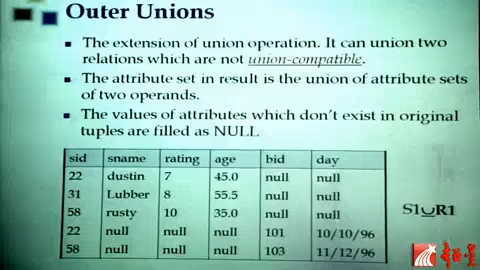 Outer Unions
The extension of union operation. It can union two
relations which are not union-compatible.
The attribute set in result is the union of attribute sets
of two operands.
The values of attributes which don't exist in original
tuples are filled as NULL
sid sname rating age bid day
22 dustin 7 45.0 null null
31 Lubber 8 55.5 null null
58 rusty 10 35.0 null null
22 null null null 101 10/10/96
58 null null null 103 11/12/96
S1∪R1